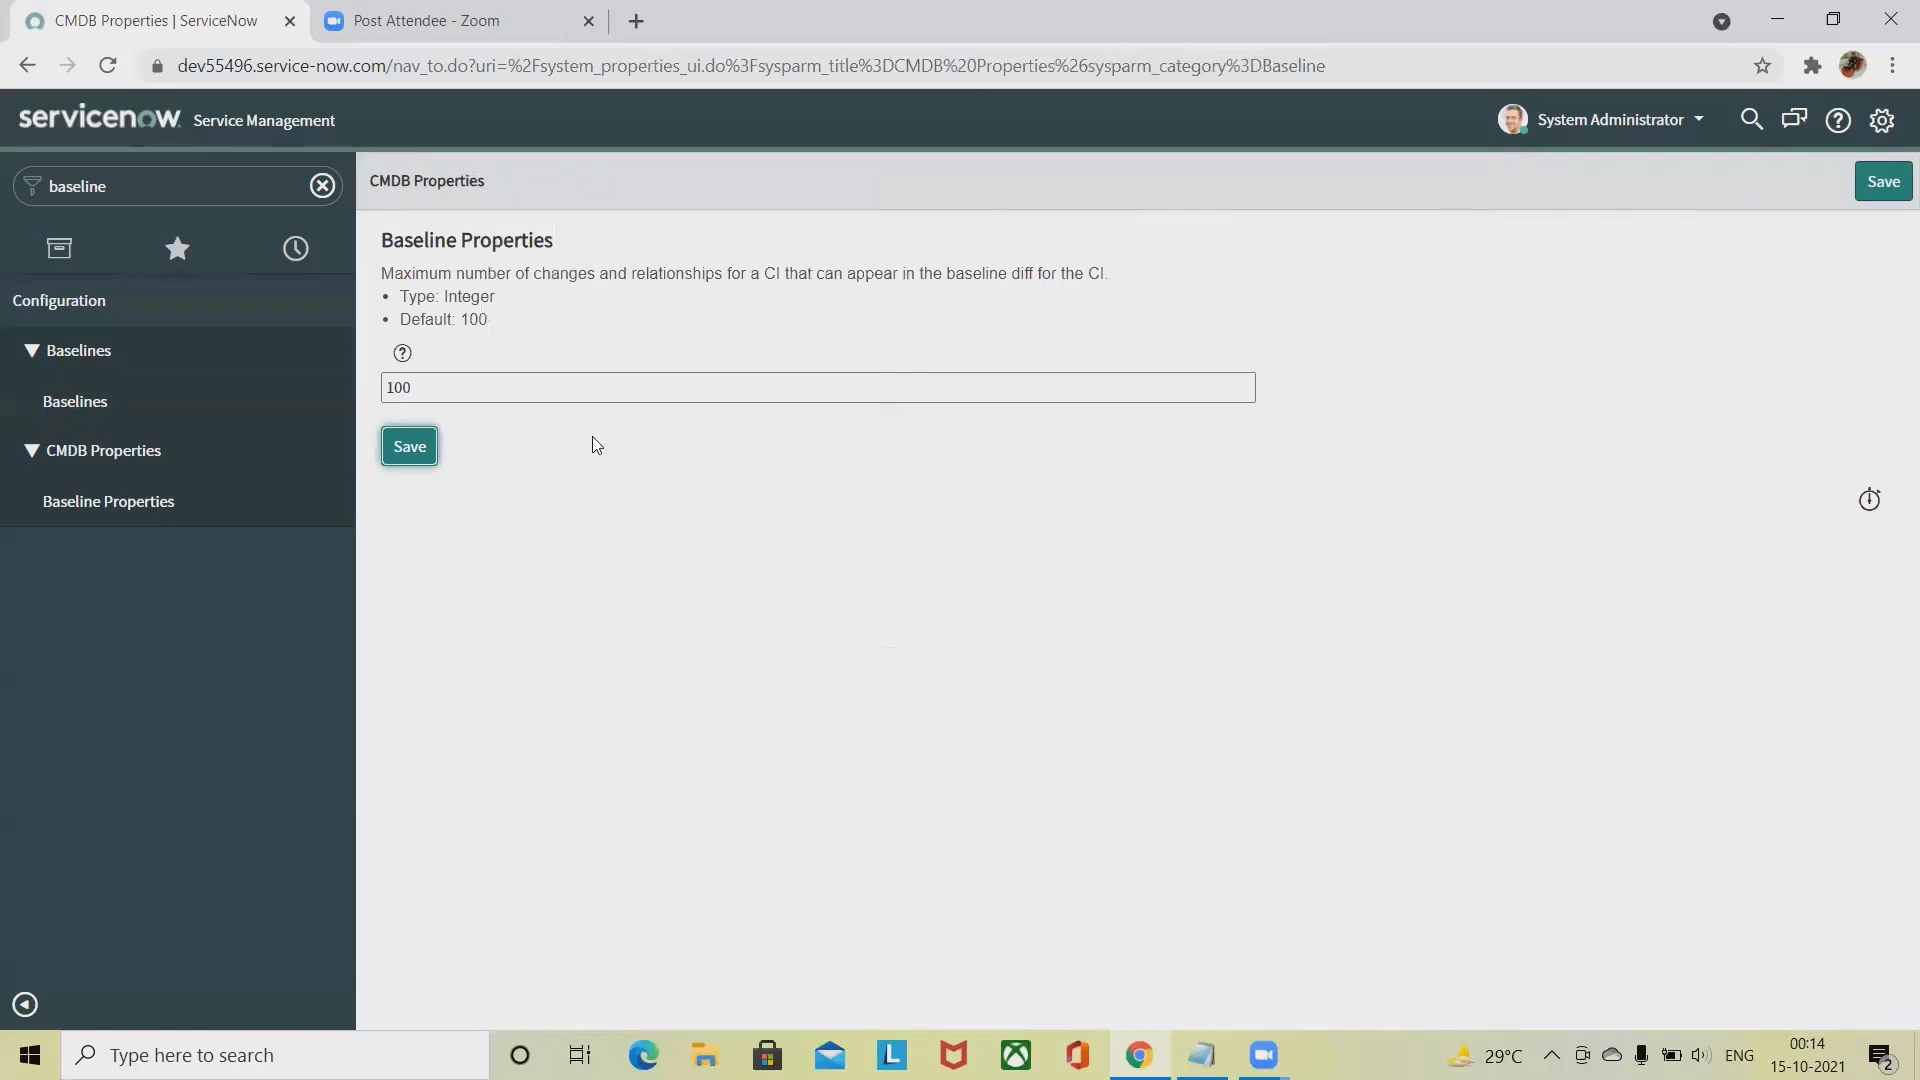 CMDB Properties | ServiceNow
Post Attendee - Zoom
dev55496.service-now.com/nav_to.do?uri=%2Fsystem_properties_ui.do%3Fsysparm_title%3DCMDB%20Properties%26sysparm_category%3DBaseline
servicenow Service Management
System Administrator
baseline
CMDB Properties
Save
Baseline Properties
Maximum number of changes and relationships for a CI that can appear in the baseline diff for the CI.
• Type: Integer
• Default: 100
100
Save
Configuration
Baselines
Baselines
CMDB Properties
Baseline Properties
Type here to search
29°C
ENG
00:14
15-10-2021
2